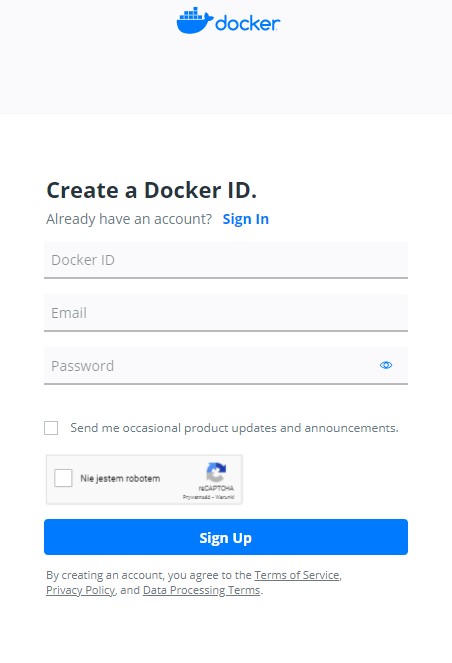 docker
Create a Docker ID.
Already have an account? Sign In
Docker ID
Email
Password
Send me occasional product updates and announcements.
Nie jestem robotem
reCAPTCHA
Prywatność - Warunki
Sign Up
By creating an account, you agree to the Terms of Service,
Privacy Policy, and Data Processing Terms.